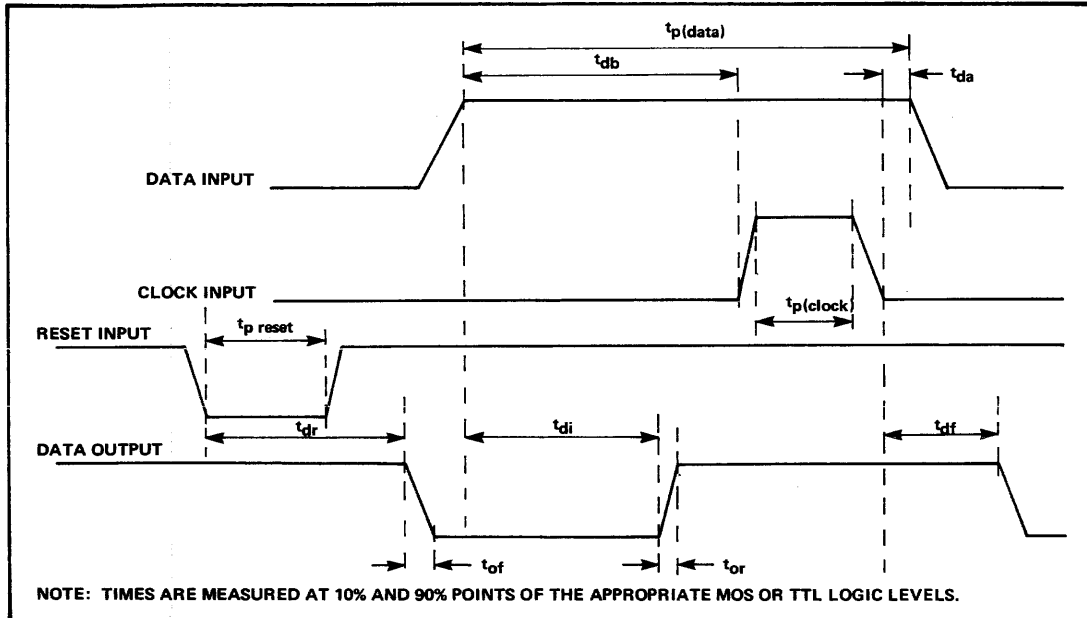 tp(data)
tdb
tda
DATA INPUT
CLOCK INPUT
tp(clock)
tp reset
RESET INPUT
tdr
tdi
tdf
DATA OUTPUT
tof
tor
NOTE: TIMES ARE MEASURED AT 10% AND 90% POINTS OF THE APPROPRIATE MOS OR TTL LOGIC LEVELS.